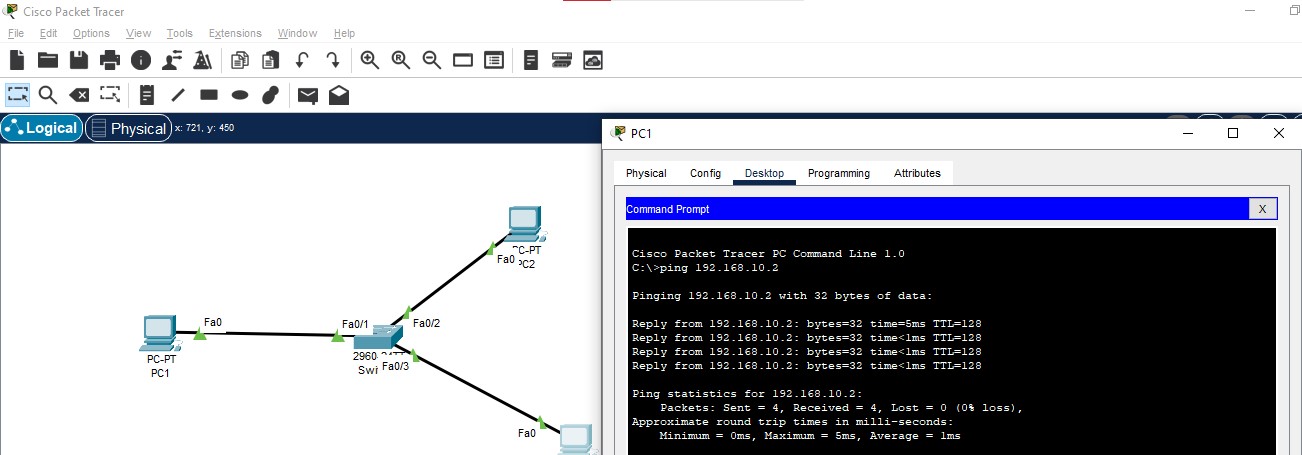 Cisco Packet Tracer
File Edit Options View Tools Extensions Window Help
Logical Physical x: 721, y: 450
PC1
Physical Config Desktop Programming Attributes
Command Prompt X
Cisco Packet Tracer PC Command Line 1.0
C:\>ping 192.168.10.2
Pinging 192.168.10.2 with 32 bytes of data:
Reply from 192.168.10.2: bytes=32 time=5ms TTL=128
Reply from 192.168.10.2: bytes=32 time<1ms TTL=128
Reply from 192.168.10.2: bytes=32 time<1ms TTL=128
Reply from 192.168.10.2: bytes=32 time<1ms TTL=128
Ping statistics for 192.168.10.2:
Packets: Sent = 4, Received = 4, Lost = 0 (0% loss),
Approximate round trip times in milli-seconds:
Minimum = 0ms, Maximum = 5ms, Average = 1ms
C-PT
Fa0 PC2
Fa0 Fa0/1 Fa0/2
PC-PT 2960
PC1 Swi Fa0/3
Fa0